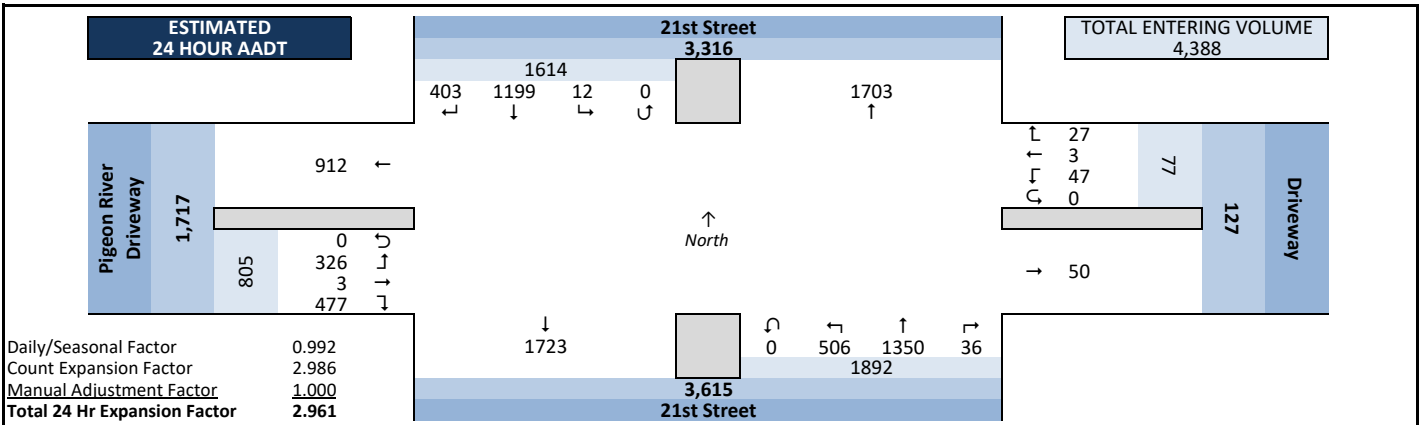 ESTIMATED
24 HOUR AADT
21st Street
3,316
TOTAL ENTERING VOLUME
4,388
1614
403 1199 12 0
↵ ↓ ↳ ↺
1703
↑
Pigeon River
Driveway
1,717
912 ←
805
0 ⮌
326 ↰
3 →
477 ↴
↑
North
↑ 27
← 3
↓ 47
↶ 0
77
127
Driveway
→ 50
↓
1723
↶ ↰ ↑ ↱
0 506 1350 36
1892
3,615
21st Street
Daily/Seasonal Factor 0.992
Count Expansion Factor 2.986
Manual Adjustment Factor 1.000
Total 24 Hr Expansion Factor 2.961